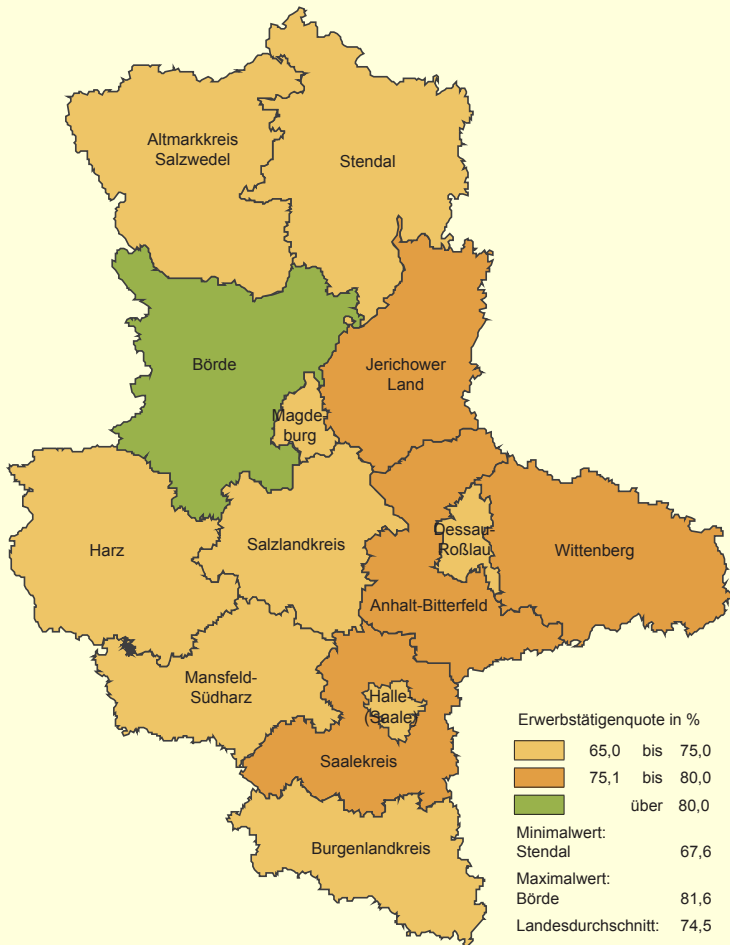 Altmarkkreis
Salzwedel
Stendal
Börde
Jerichower
Land
Magde-
burg
Harz
Salzlandkreis
Dessau-
Roßlau
Wittenberg
Anhalt-Bitterfeld
Mansfeld-
Südharz
Halle
(Saale)
Saalekreis
Burgenlandkreis
Erwerbstätigenquote in %
65,0 bis 75,0
75,1 bis 80,0
über 80,0
Minimalwert:
Stendal 67,6
Maximalwert:
Börde 81,6
Landesdurchschnitt: 74,5